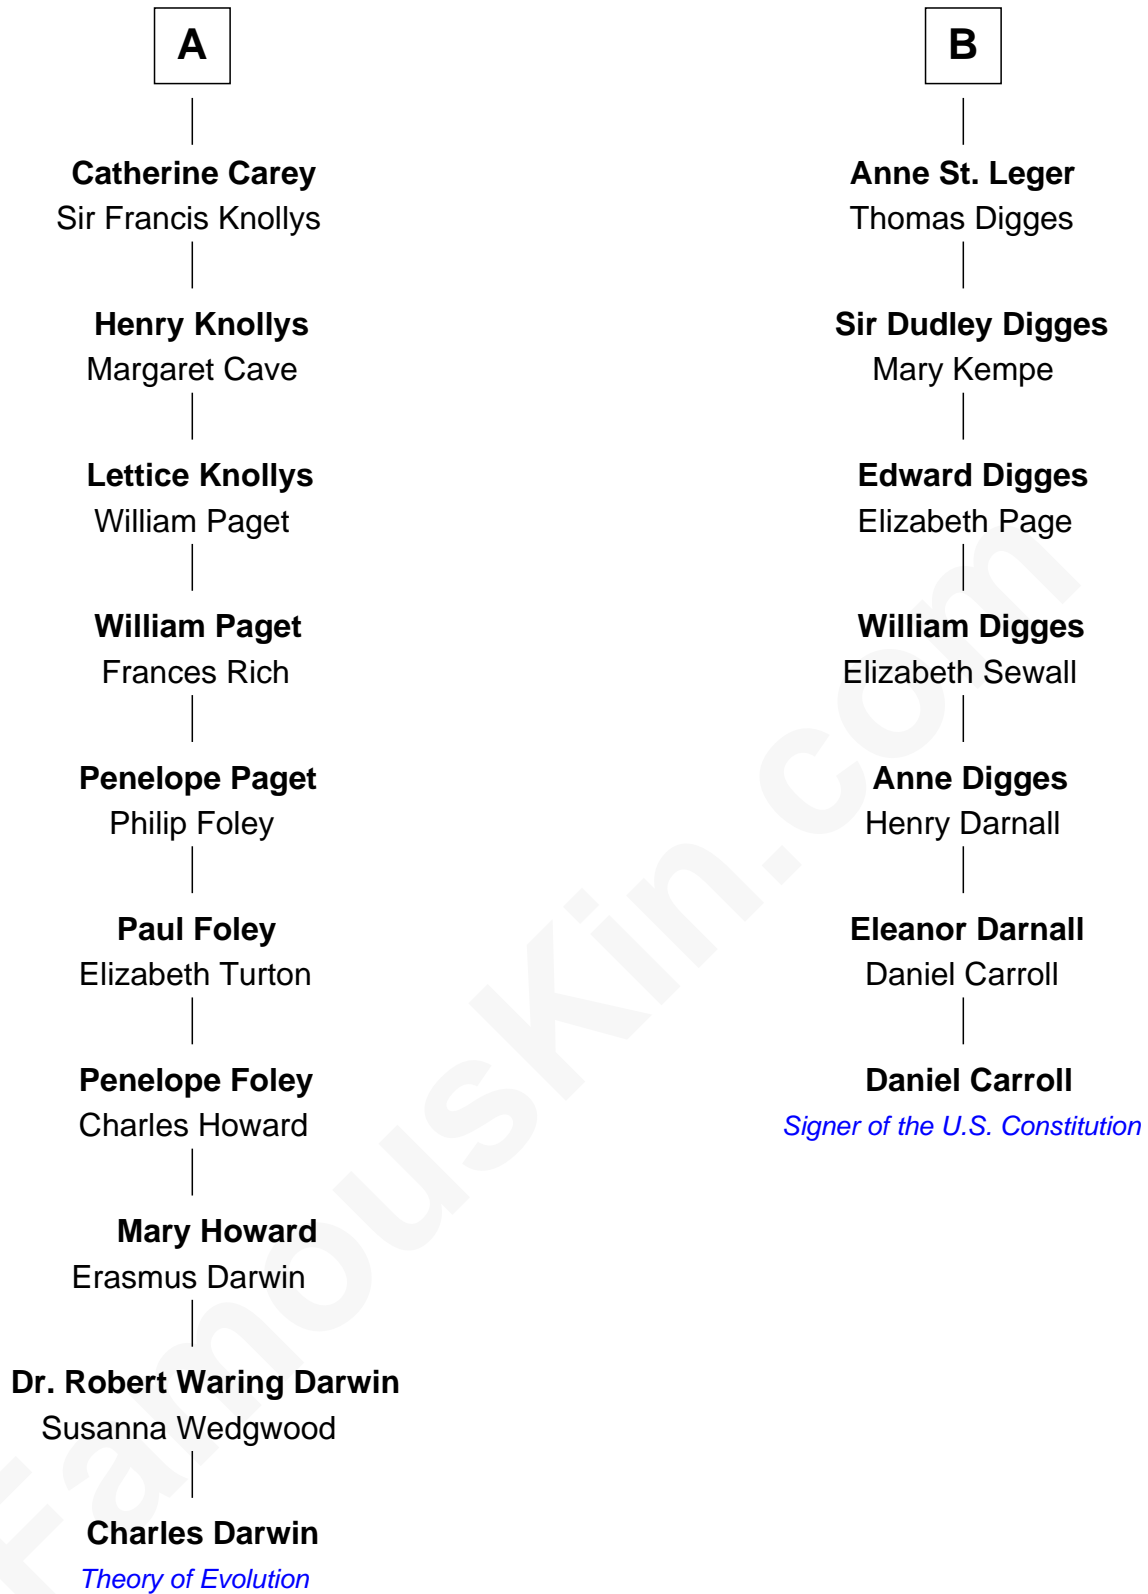 A
Catherine Carey
Sir Francis Knollys
Henry Knollys
Margaret Cave
Lettice Knollys
William Paget
William Paget
Frances Rich
Penelope Paget
Philip Foley
Paul Foley
Elizabeth Turton
Penelope Foley
Charles Howard
Mary Howard
Erasmus Darwin
Dr. Robert Waring Darwin
Susanna Wedgwood
Charles Darwin
Theory of Evolution
B
Anne St. Leger
Thomas Digges
Sir Dudley Digges
Mary Kempe
Edward Digges
Elizabeth Page
William Digges
Elizabeth Sewall
Anne Digges
Henry Darnall
Eleanor Darnall
Daniel Carroll
Daniel Carroll
Signer of the U.S. Constitution
FamousKin.com